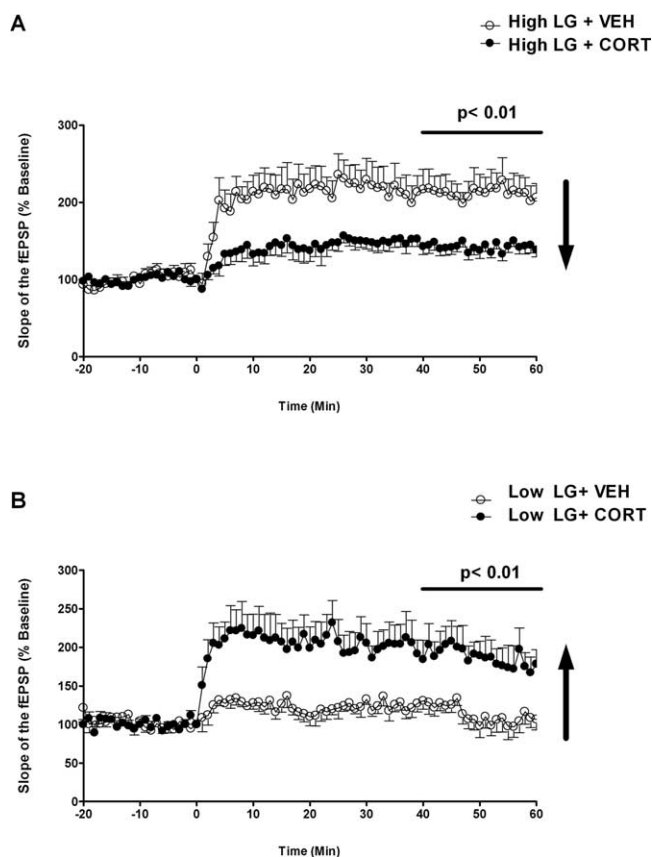 A
High LG + VEH
High LG + CORT
p< 0.01
Slope of the fEPSP (% Baseline)
300
200
100
0
-20
-10
0
10
20
30
40
50
60
Time (Min)
B
Low LG+ VEH
Low LG+ CORT
p< 0.01
Slope of the fEPSP (% Baseline)
300
250
200
150
100
50
0
-20
-10
0
10
20
30
40
50
60
Time (Min)